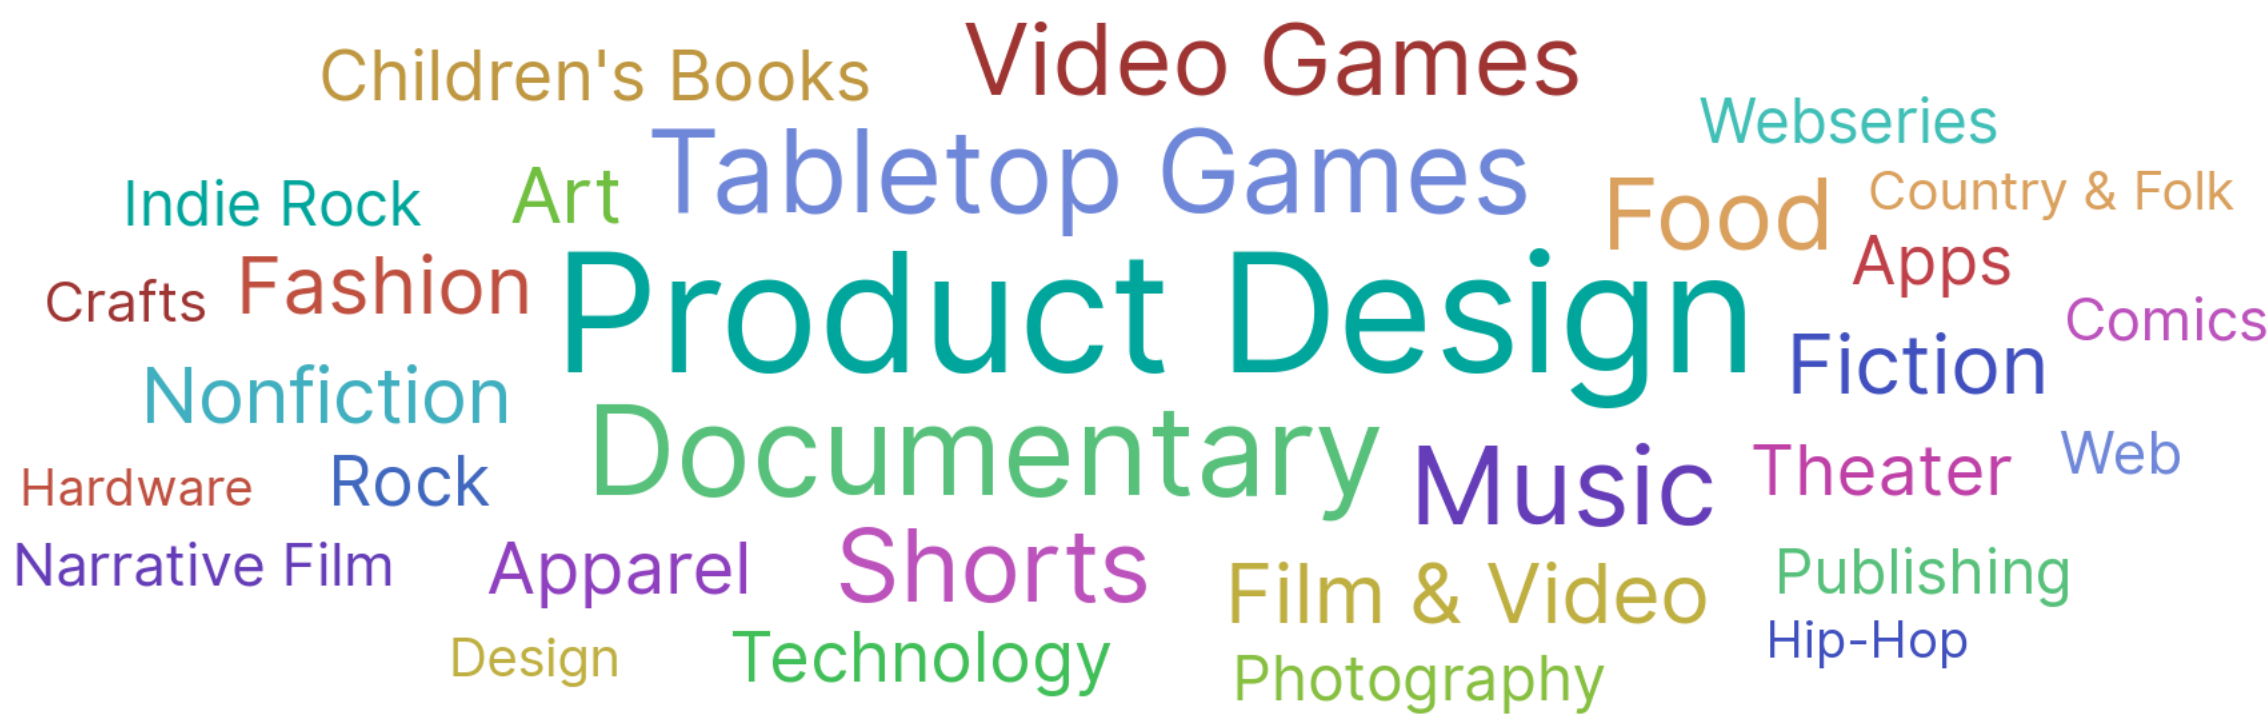 Video Games
Children's Books
Webseries
Tabletop Games
Country & Folk
Indie Rock
Art
Food
Apps
Crafts
Fashion
Product Design
Comics
Fiction
Nonfiction
Documentary
Web
Theater
Music
Hardware
Rock
Narrative Film
Apparel
Shorts
Film & Video
Publishing
Hip-Hop
Design
Technology
Photography